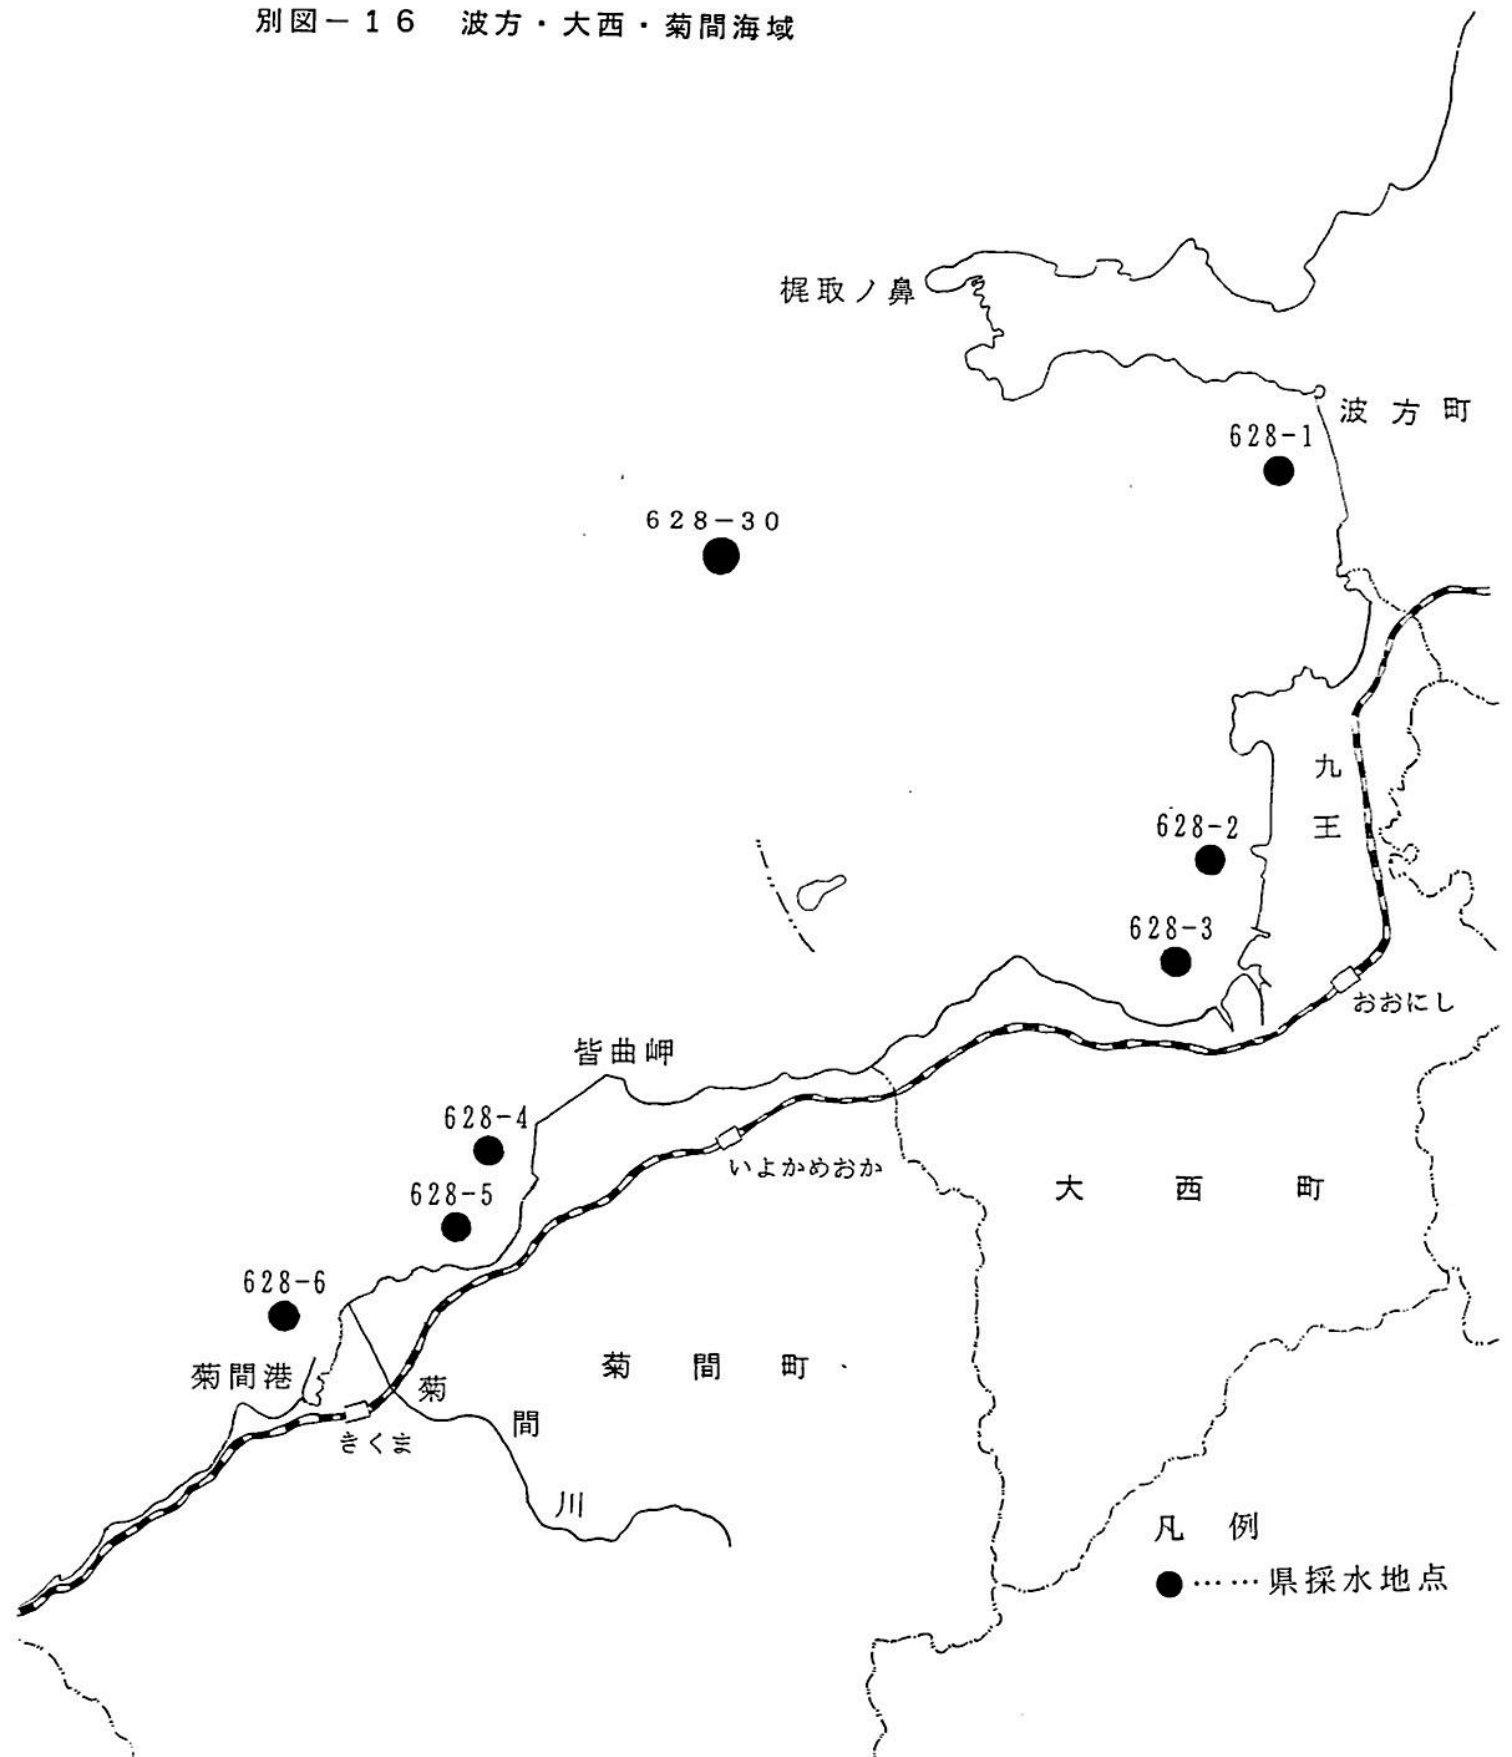 別図－１６　波方・大西・菊間海域
梶取ノ鼻
波方町
628-1
６２８－３０
九王
628-2
628-3
おおにし
皆曲岬
628-4
いよかめおか
大西町
628-5
628-6
菊間港
菊間町
菊間川
きくま
凡例
●……県採水地点